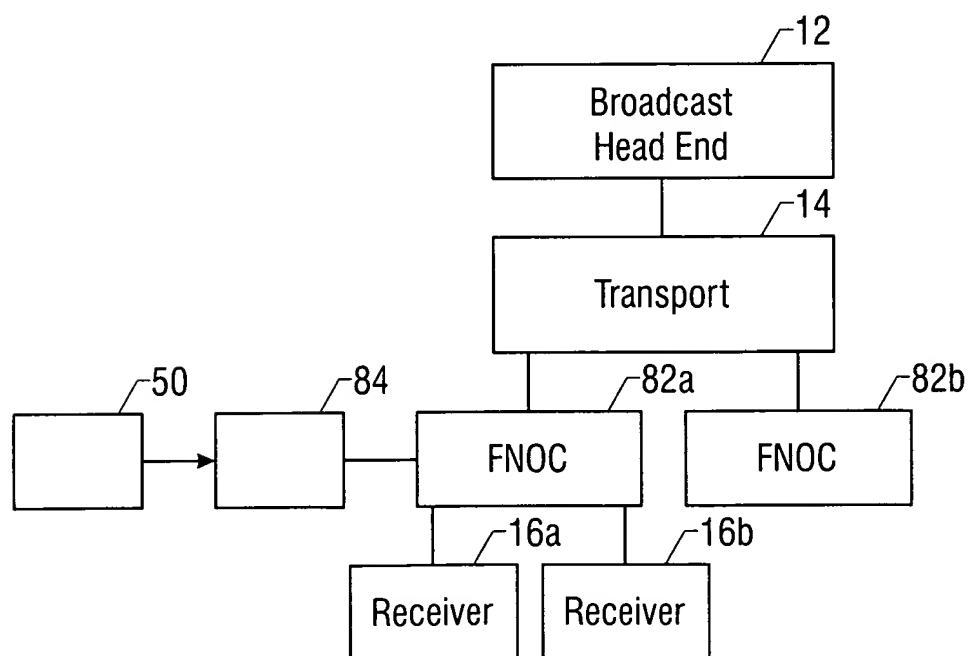 12
Broadcast
Head End
14
Transport
50
84
82a
82b
FNOC
FNOC
16a
16b
Receiver
Receiver